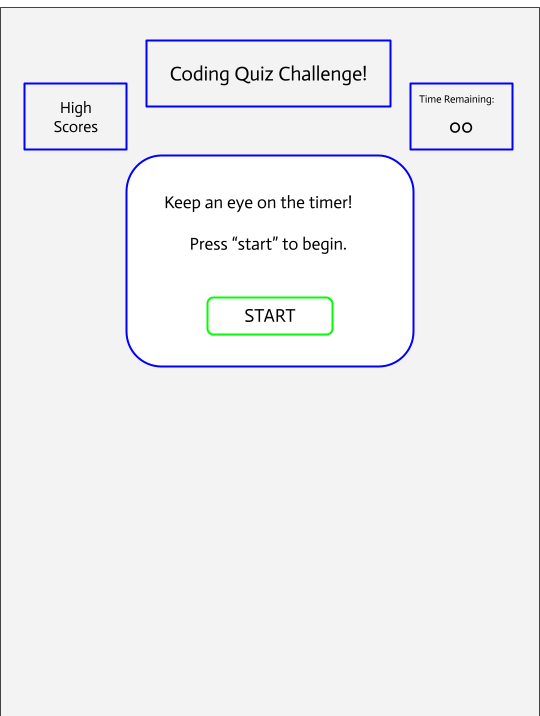 Coding Quiz Challenge!
High
Scores
Time Remaining:
00
Keep an eye on the timer!
Press “start” to begin.
START